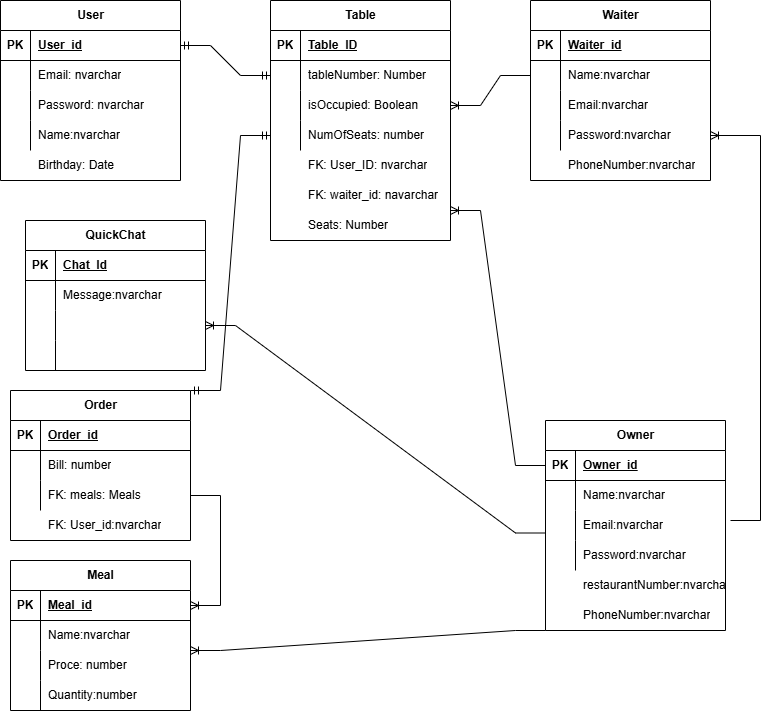 User
PK User_id
Email: nvarchar
Password: nvarchar
Name:nvarchar
Birthday: Date
Table
PK Table_ID
tableNumber: Number
isOccupied: Boolean
NumOfSeats: number
FK: User_ID: nvarchar
FK: waiter_id: navarchar
Seats: Number
Waiter
PK Waiter_id
Name:nvarchar
Email:nvarchar
Password:nvarchar
PhoneNumber:nvarchar
QuickChat
PK Chat_Id
Message:nvarchar
Order
PK Order_id
Bill: number
FK: meals: Meals
FK: User_id:nvarchar
Owner
PK Owner_id
Name:nvarchar
Email:nvarchar
Password:nvarchar
restaurantNumber:nvarcha
PhoneNumber:nvarchar
Meal
PK Meal_id
Name:nvarchar
Proce: number
Quantity:number